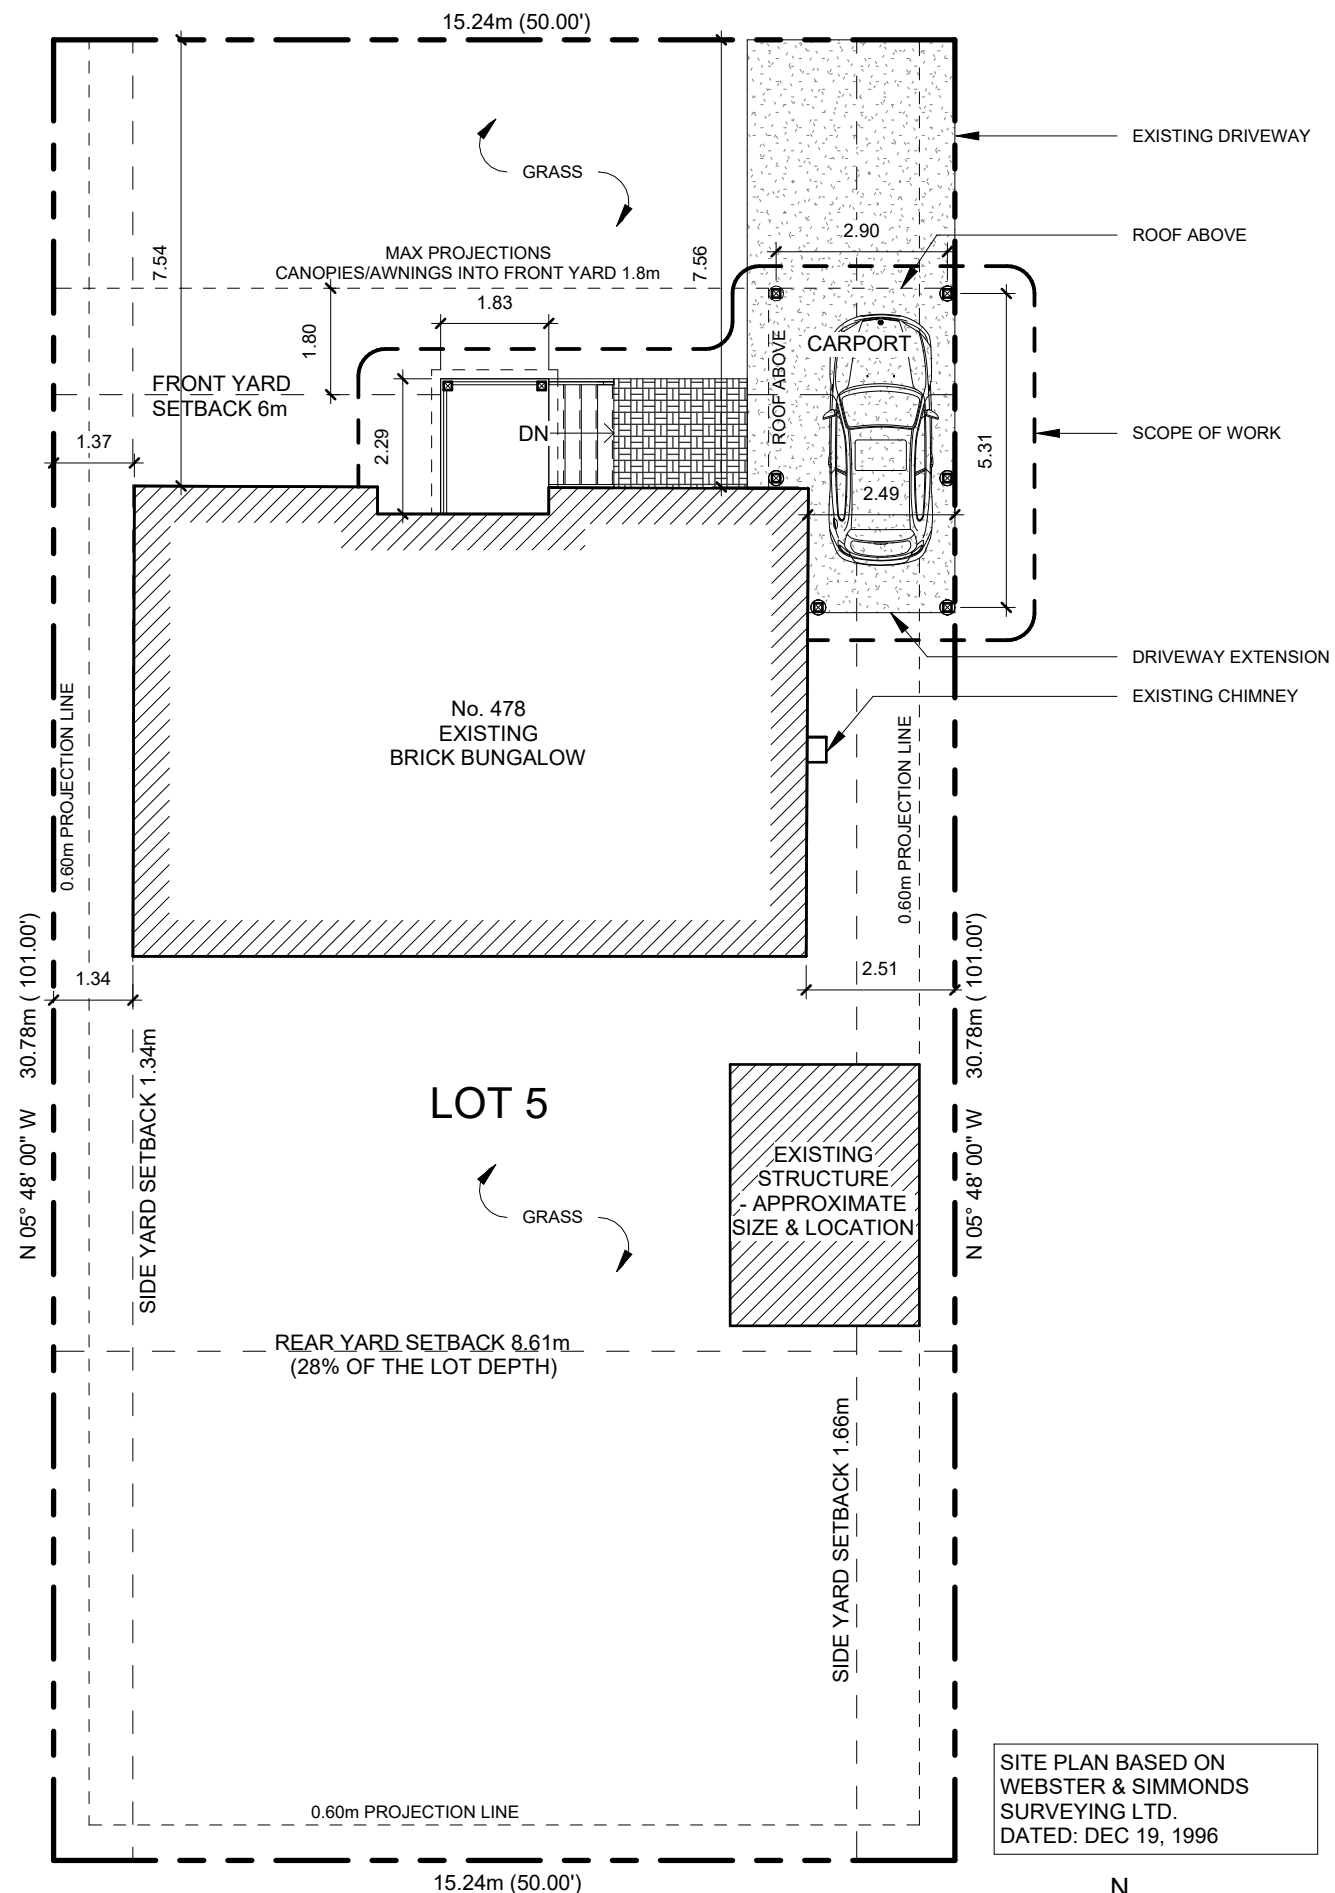 15.24m (50.00')
EXISTING DRIVEWAY
GRASS
2.90
ROOF ABOVE
7.54
MAX PROJECTIONS
CANOPIES/AWNINGS INTO FRONT YARD 1.8m
7.56
1.83
1.80
CARPORT
ROOF ABOVE
FRONT YARD
SETBACK 6m
1.37
2.29
DN
SCOPE OF WORK
5.31
2.49
DRIVEWAY EXTENSION
EXISTING CHIMNEY
No. 478
EXISTING
BRICK BUNGALOW
0.60m PROJECTION LINE
0.60m PROJECTION LINE
1.34
2.51
N 05° 48' 00" W 30.78m ( 101.00')
N 05° 48' 00" W 30.78m ( 101.00')
SIDE YARD SETBACK 1.34m
LOT 5
EXISTING
STRUCTURE
- APPROXIMATE
SIZE & LOCATION
GRASS
REAR YARD SETBACK 8.61m
(28% OF THE LOT DEPTH)
SIDE YARD SETBACK 1.66m
SITE PLAN BASED ON
WEBSTER & SIMMONDS
SURVEYING LTD.
DATED: DEC 19, 1996
0.60m PROJECTION LINE
15.24m (50.00')
N